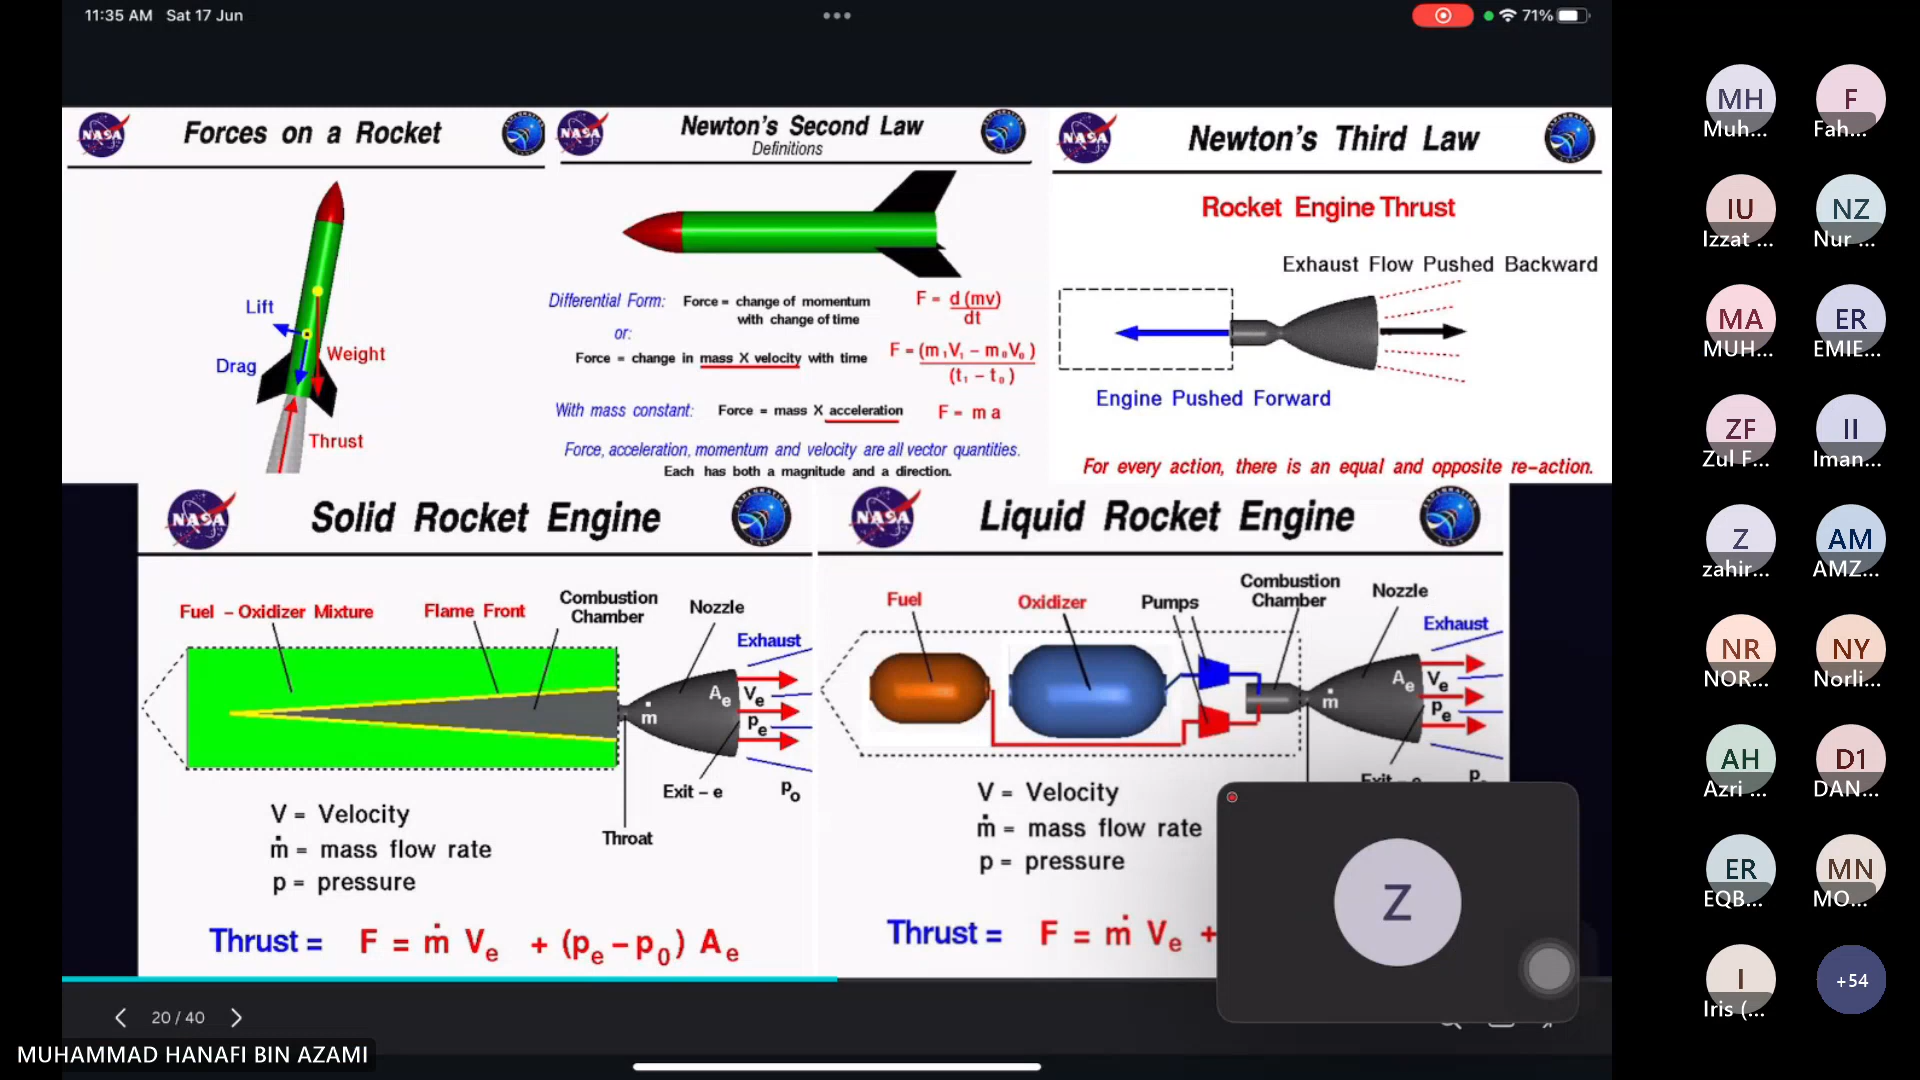 11:35 AM Sat 17 Jun
71%
NASA
Forces on a Rocket
Lift
Drag
Weight
Thrust
NASA
Newton's Second Law
Definitions
Differential Form: Force = change of momentum
with change of time
F = d (mv)
dt
or:
Force = change in mass X velocity with time
F = (m₁V₁ − m₀V₀)
(t₁ − t₀)
With mass constant: Force = mass X acceleration F = m a
Force, acceleration, momentum and velocity are all vector quantities.
Each has both a magnitude and a direction.
NASA
Newton's Third Law
Rocket Engine Thrust
Exhaust Flow Pushed Backward
Engine Pushed Forward
For every action, there is an equal and opposite re-action.
NASA
Solid Rocket Engine
Fuel - Oxidizer Mixture
Flame Front
Combustion
Chamber
Nozzle
Exhaust
ṁ
Aₑ
Vₑ
pₑ
Exit - e
p₀
Throat
V = Velocity
ṁ = mass flow rate
p = pressure
Thrust = F = ṁ Vₑ + (pₑ − p₀) Aₑ
NASA
Liquid Rocket Engine
Fuel
Oxidizer
Pumps
Combustion
Chamber
Nozzle
Exhaust
ṁ
Aₑ
Vₑ
pₑ
V = Velocity
ṁ = mass flow rate
p = pressure
Thrust = F = ṁ Vₑ +
Z
20 / 40
MUHAMMAD HANAFI BIN AZAMI
MH
Muh...
F
Fah...
IU
Izzat ...
NZ
Nur ...
MA
MUH...
ER
EMIE...
ZF
Zul F...
II
Iman...
Z
zahir...
AM
AMZ...
NR
NOR...
NY
Norli...
AH
Azri ...
D1
DAN...
ER
EQB...
MN
MO...
I
Iris (...
+54